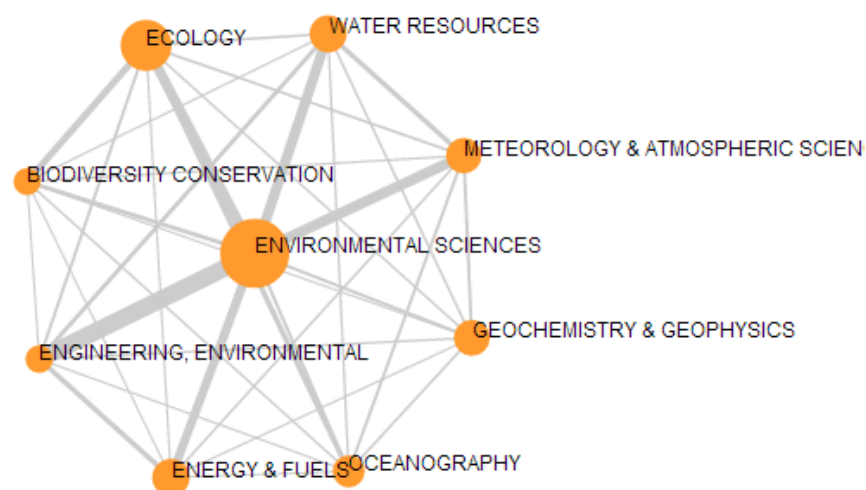 ECOLOGY
WATER RESOURCES
METEOROLOGY & ATMOSPHERIC SCIEN
BIODIVERSITY CONSERVATION
ENVIRONMENTAL SCIENCES
GEOCHEMISTRY & GEOPHYSICS
ENGINEERING, ENVIRONMENTAL
ENERGY & FUELS
OCEANOGRAPHY